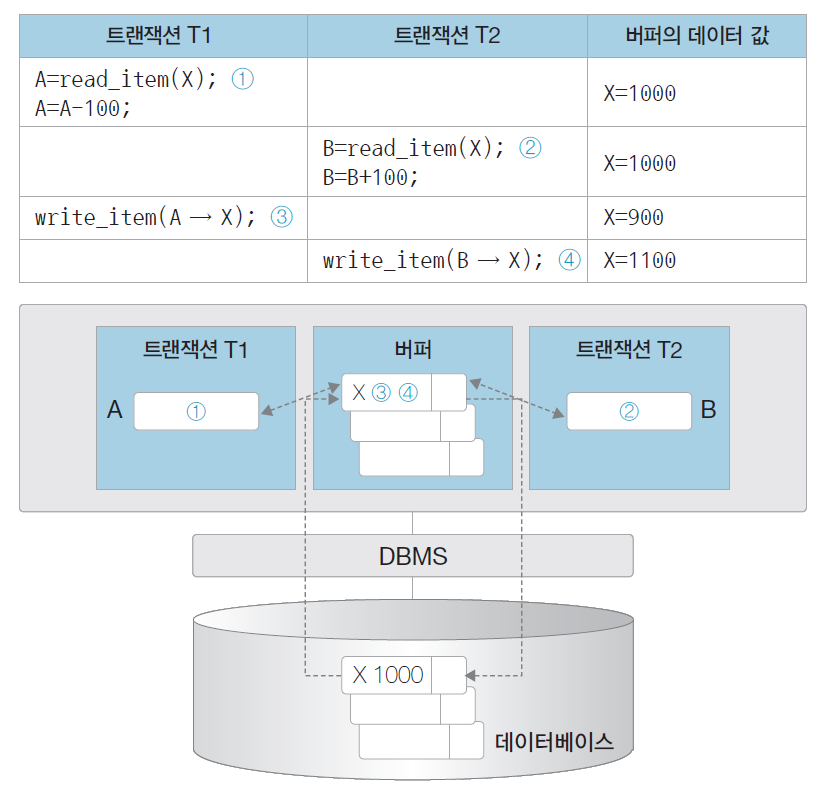 트랜잭션 T1 트랜잭션 T2 버퍼의 데이터 값
A=read_item(X); ①
A=A-100;
X=1000
B=read_item(X); ②
B=B+100;
X=1000
write_item(A → X); ③ X=900
write_item(B → X); ④ X=1100
트랜잭션 T1 버퍼 트랜잭션 T2
X ③ ④
A ① ② B
DBMS
X 1000
데이터베이스